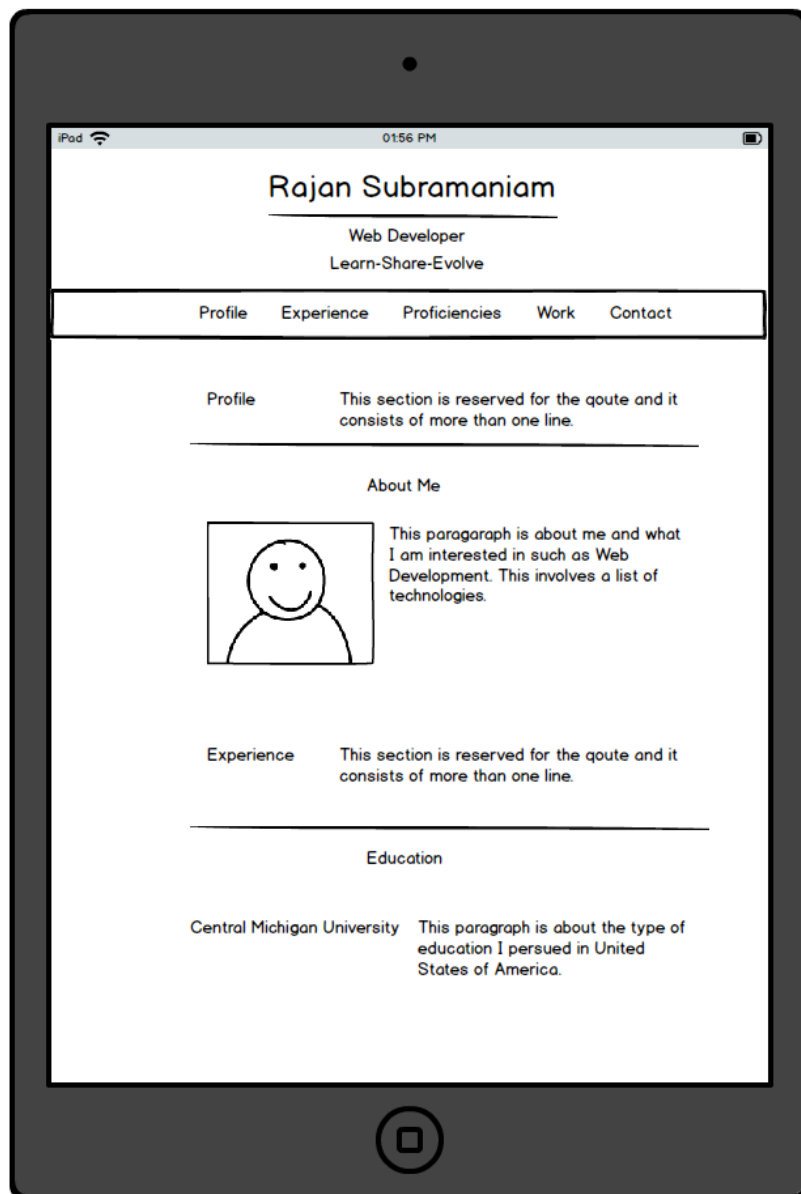 iPad 01:56 PM
Rajan Subramaniam
Web Developer
Learn-Share-Evolve
Profile Experience Proficiencies Work Contact
Profile
This section is reserved for the qoute and it
consists of more than one line.
About Me
This paragaraph is about me and what
I am interested in such as Web
Development. This involves a list of
technologies.
Experience
This section is reserved for the qoute and it
consists of more than one line.
Education
Central Michigan University
This paragraph is about the type of
education I persued in United
States of America.